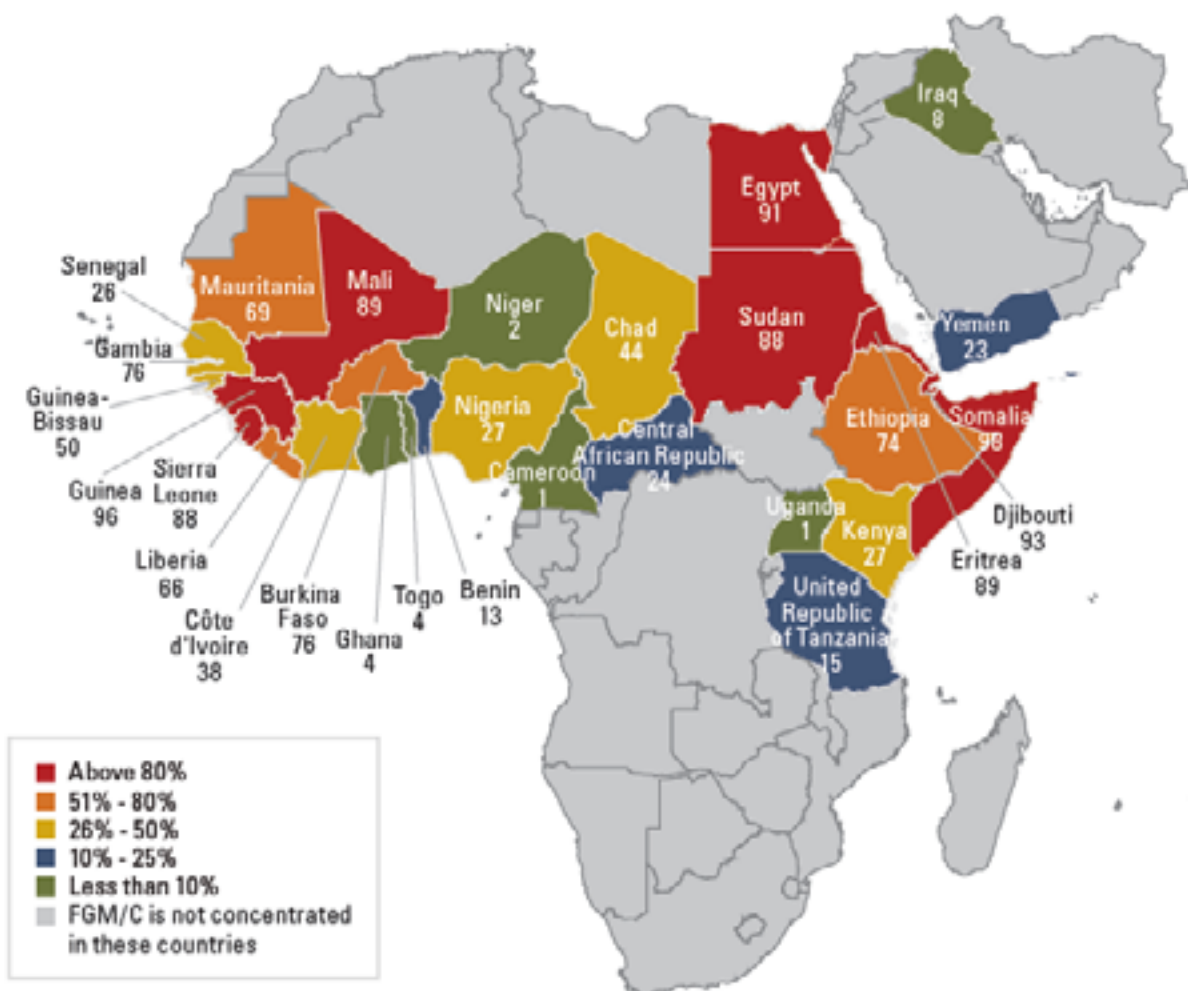 Iraq
8
Egypt
91
Senegal
26
Mauritania
69
Mali
89
Niger
2
Chad
44
Sudan
88
Yemen
23
Gambia
76
Guinea-
Bissau
50
Nigeria
27
Ethiopia
74
Somalia
98
Central
African Republic
24
Cameroon
1
Guinea
96
Sierra
Leone
88
Uganda
1
Kenya
27
Djibouti
93
Eritrea
89
Liberia
66
Côte
d'Ivoire
38
Burkina
Faso
76
Ghana
4
Togo
4
Benin
13
United
Republic
of Tanzania
15
Above 80%
51% - 80%
26% - 50%
10% - 25%
Less than 10%
FGM/C is not concentrated
in these countries